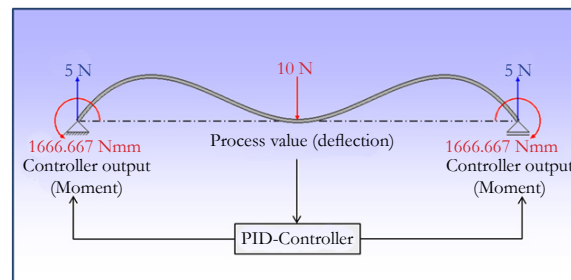 5 N
10 N
5 N
1666.667 Nmm
Controller output
(Moment)
Process value (deflection)
1666.667 Nmm
Controller output
(Moment)
PID-Controller